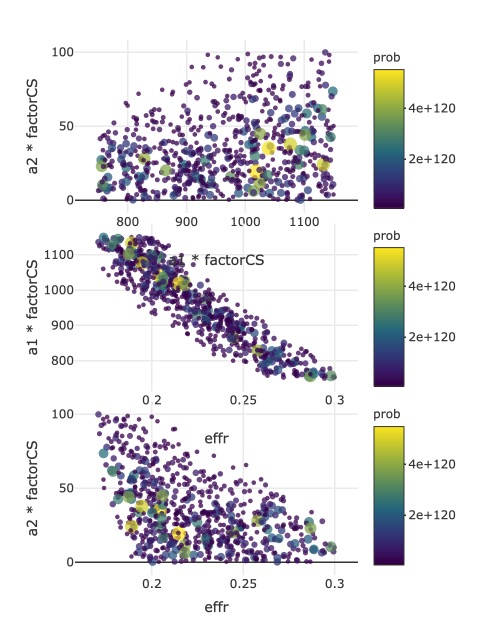 prob
a2 * factorCS
100
50
0
4e+120
2e+120
800
900
1000
1100
* factorCS
prob
a1 * factorCS
1100
1000
900
800
4e+120
2e+120
0.2
0.25
0.3
effr
prob
a2 * factorCS
100
50
0
4e+120
2e+120
0.2
0.25
0.3
effr